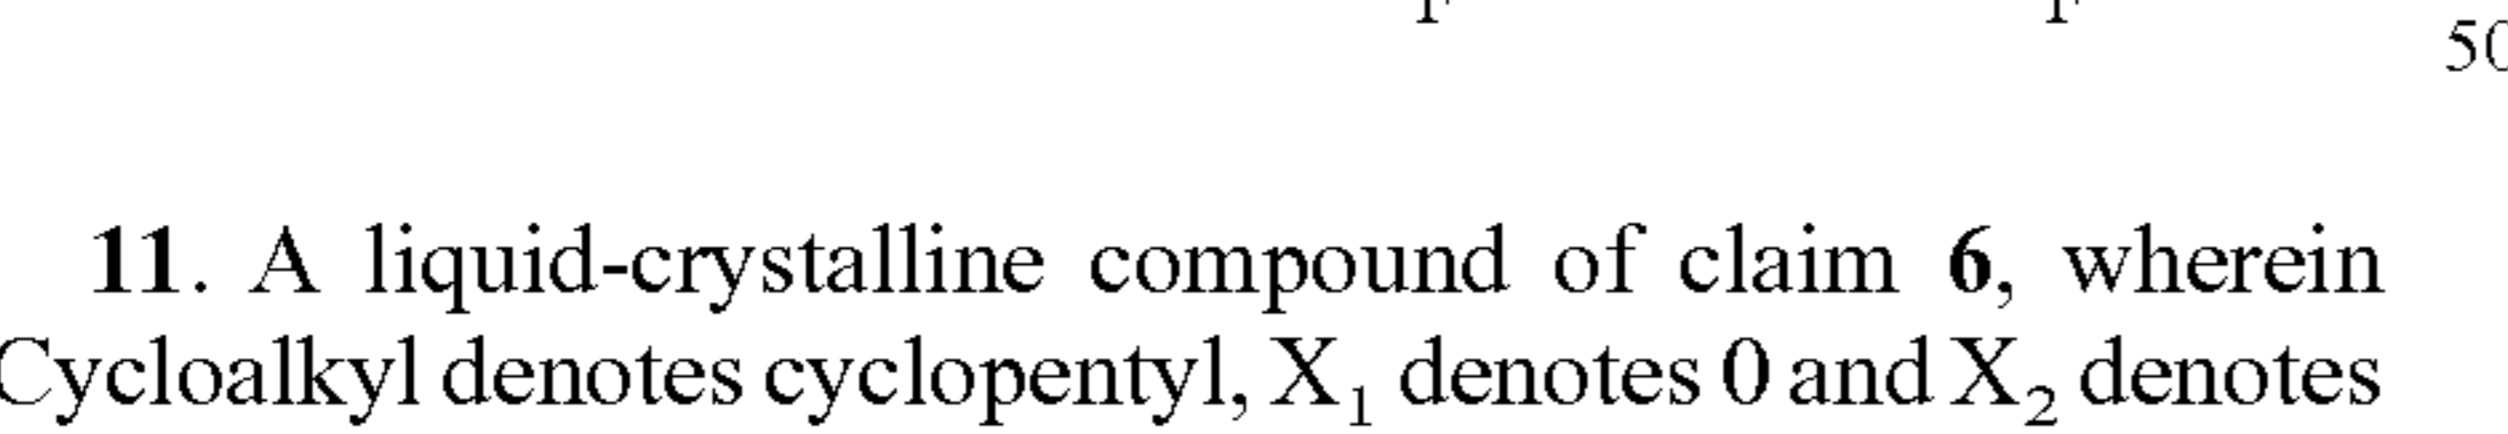 11. A liquid-crystalline compound of claim 6, wherein
Cycloalkyl denotes cyclopentyl, X₁ denotes 0 and X₂ denotes